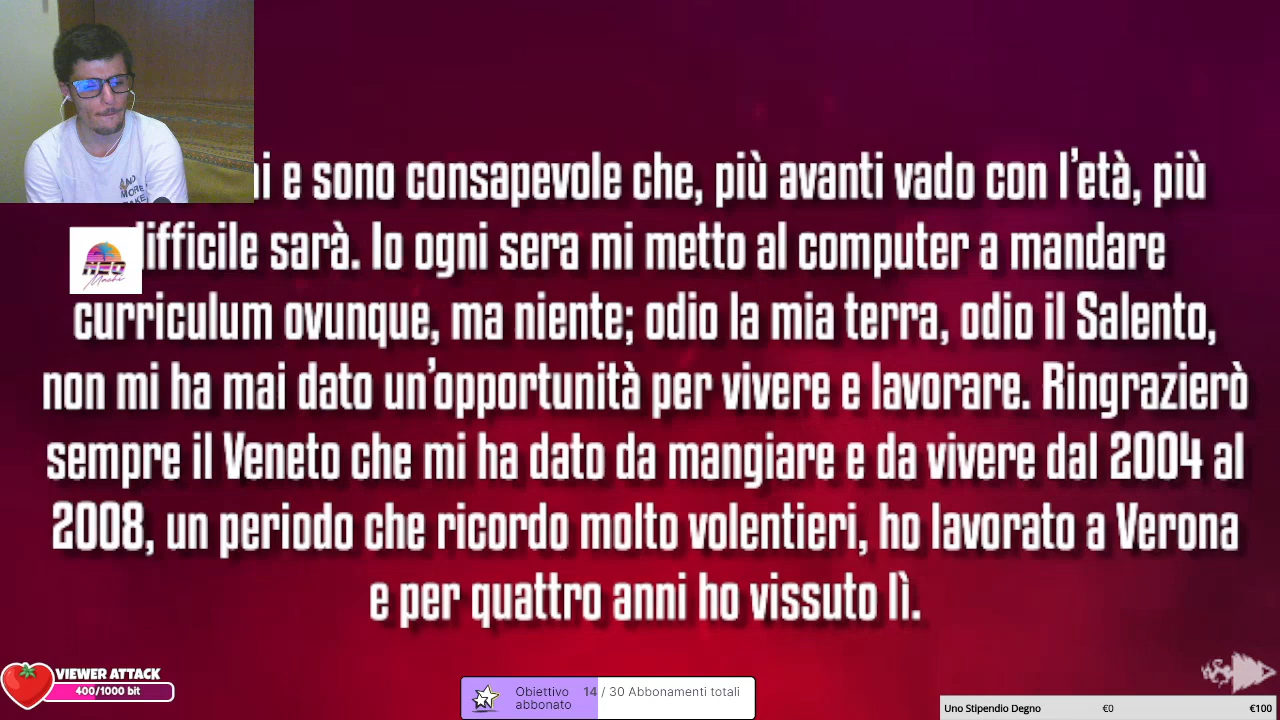 e sono consapevole che, più avanti vado con l'età, più
difficile sarà. Io ogni sera mi metto al computer a mandare
curriculum ovunque, ma niente; odio la mia terra, odio il Salento,
non mi ha mai dato un'opportunità per vivere e lavorare. Ringrazierò
sempre il Veneto che mi ha dato da mangiare e da vivere dal 2004 al
2008, un periodo che ricordo molto volentieri, ho lavorato a Verona
e per quattro anni ho vissuto lì.
AND
MORE
NEO
Machi
VIEWER ATTACK
400/1000 bit
Obiettivo abbonato
14 / 30 Abbonamenti totali
Uno Stipendio Degno €0 €100